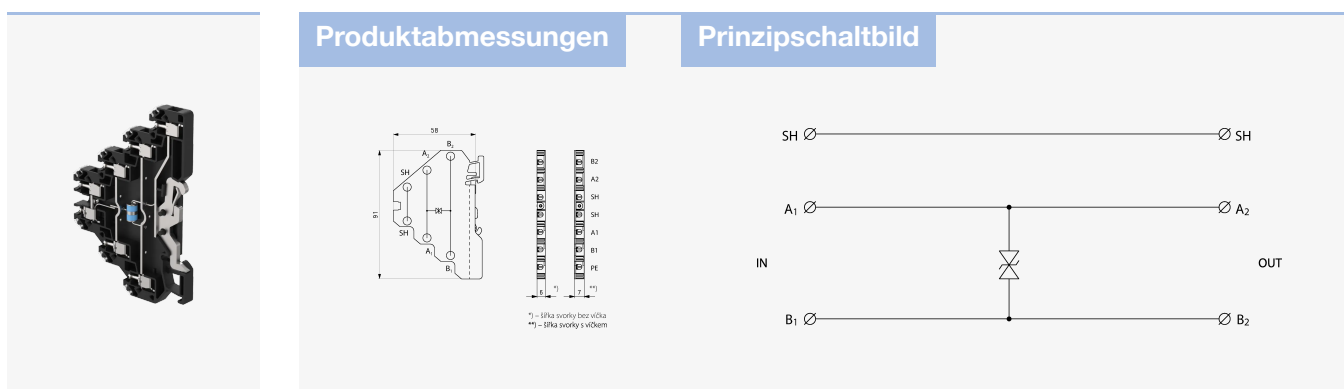 Produktabmessungen
Prinzipschaltbild
58
91
B2
A2
SH
SH
A1
B1
B2
A2
SH
SH
A1
B1
PE
6
*)
7
**)
*) – šířka svorky bez víčka
**) – šířka svorky s víčkem
SH
SH
A1
A2
IN
OUT
B1
B2